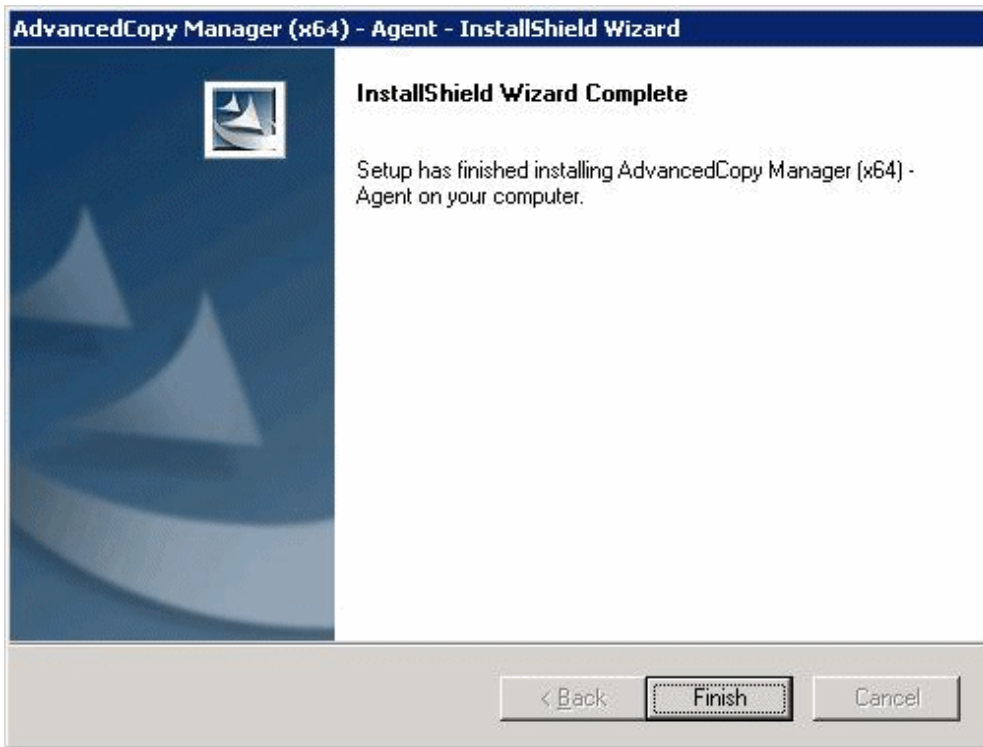 AdvancedCopy Manager (x64) - Agent - InstallShield Wizard
InstallShield Wizard Complete
Setup has finished installing AdvancedCopy Manager (x64) -
Agent on your computer.
< Back Finish Cancel